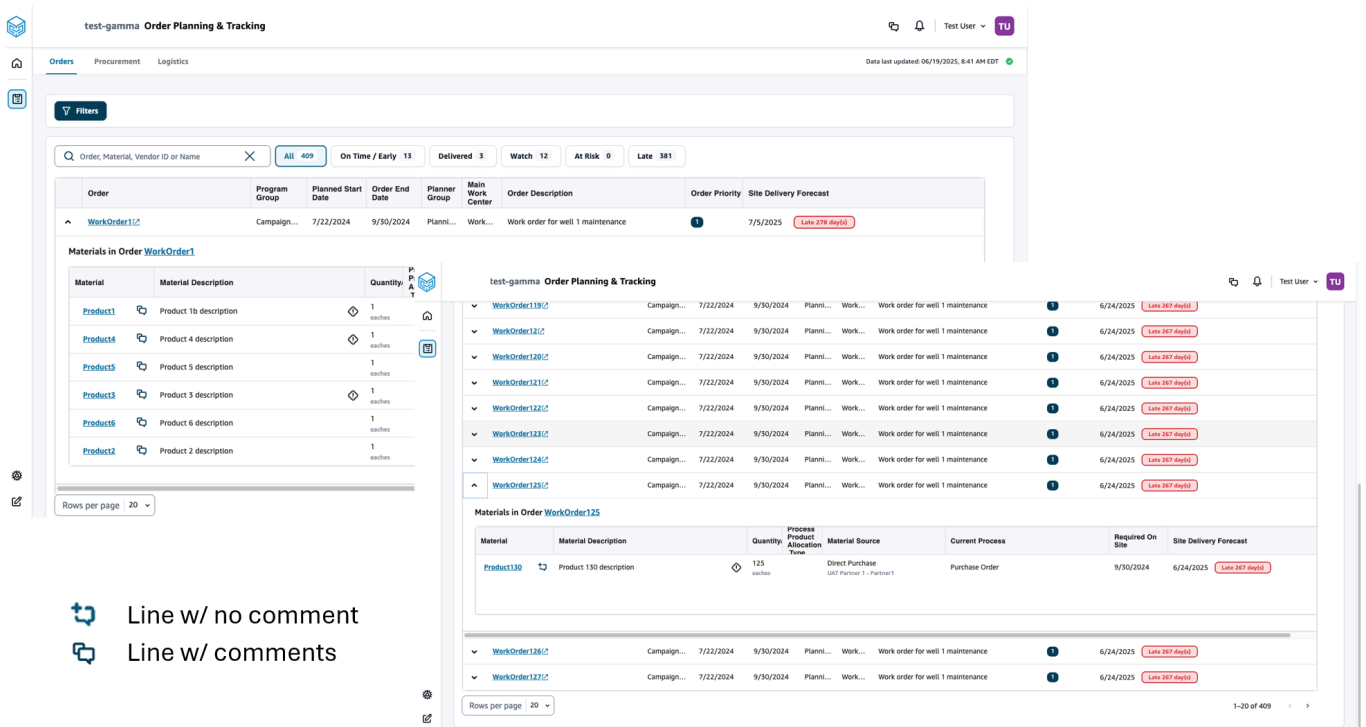 test-gamma Order Planning & Tracking
Test User
TU
Orders Procurement Logistics
Data last updated: 06/19/2025, 8:41 AM EDT
Filters
Order, Material, Vendor ID or Name
All 409 On Time / Early 13 Delivered 3 Watch 12 At Risk 0 Late 381
Order Program Group Planned Start Date Order End Date Planner Group Main Work Center Order Description Order Priority Site Delivery Forecast
WorkOrder1 Campaign... 7/22/2024 9/30/2024 Planni... Work... Work order for well 1 maintenance 1 7/5/2025 Late 278 day(s)
Materials in Order WorkOrder1
Material Material Description Quantity
Product1 Product 1b description 1 eaches
Product4 Product 4 description 1 eaches
Product5 Product 5 description 1 eaches
Product3 Product 3 description 1 eaches
Product6 Product 6 description 1 eaches
Product2 Product 2 description 1 eaches
Rows per page 20
test-gamma Order Planning & Tracking
Test User
TU
WorkOrder119 Campaign... 7/22/2024 9/30/2024 Planni... Work... Work order for well 1 maintenance 1 6/24/2025 Late 267 day(s)
WorkOrder12 Campaign... 7/22/2024 9/30/2024 Planni... Work... Work order for well 1 maintenance 1 6/24/2025 Late 267 day(s)
WorkOrder120 Campaign... 7/22/2024 9/30/2024 Planni... Work... Work order for well 1 maintenance 1 6/24/2025 Late 267 day(s)
WorkOrder121 Campaign... 7/22/2024 9/30/2024 Planni... Work... Work order for well 1 maintenance 1 6/24/2025 Late 267 day(s)
WorkOrder122 Campaign... 7/22/2024 9/30/2024 Planni... Work... Work order for well 1 maintenance 1 6/24/2025 Late 267 day(s)
WorkOrder123 Campaign... 7/22/2024 9/30/2024 Planni... Work... Work order for well 1 maintenance 1 6/24/2025 Late 267 day(s)
WorkOrder124 Campaign... 7/22/2024 9/30/2024 Planni... Work... Work order for well 1 maintenance 1 6/24/2025 Late 267 day(s)
WorkOrder125 Campaign... 7/22/2024 9/30/2024 Planni... Work... Work order for well 1 maintenance 1 6/24/2025 Late 267 day(s)
Materials in Order WorkOrder125
Material Material Description Quantity Process Product Allocation Type Material Source Current Process Required On Site Site Delivery Forecast
Product130 Product 130 description 125 eaches Direct Purchase UAT Partner 1 - Partner1 Purchase Order 9/30/2024 6/24/2025 Late 267 day(s)
WorkOrder126 Campaign... 7/22/2024 9/30/2024 Planni... Work... Work order for well 1 maintenance 1 6/24/2025 Late 267 day(s)
WorkOrder127 Campaign... 7/22/2024 9/30/2024 Planni... Work... Work order for well 1 maintenance 1 6/24/2025 Late 267 day(s)
Rows per page 20
1-20 of 409
Line w/ no comment
Line w/ comments